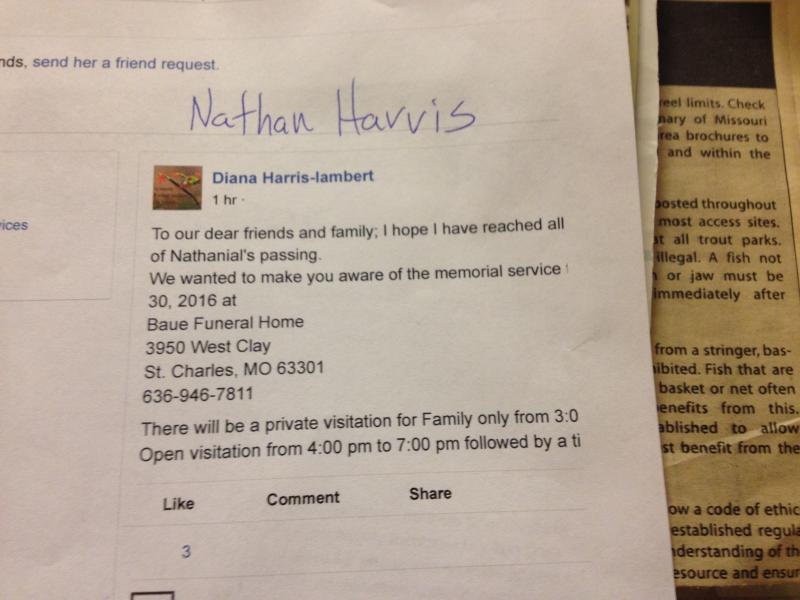 nds, send her a friend request.
Nathan Harris
Diana Harris-lambert
1 hr ·
ices
To our dear friends and family; I hope I have reached all
of Nathanial's passing.
We wanted to make you aware of the memorial service
30, 2016 at
Baue Funeral Home
3950 West Clay
St. Charles, MO 63301
636-946-7811
There will be a private visitation for Family only from 3:0
Open visitation from 4:00 pm to 7:00 pm followed by a ti
Like Comment Share
3
reel limits. Check
mary of Missouri
rea brochures to
and within the
posted throughout
most access sites.
at all trout parks.
illegal. A fish not
or jaw must be
immediately after
from a stringer, bas-
ibited. Fish that are
basket or net often
enefits from this.
ablished to allow
st benefit from the
ow a code of ethic
established regula
nderstanding of th
esource and ensur